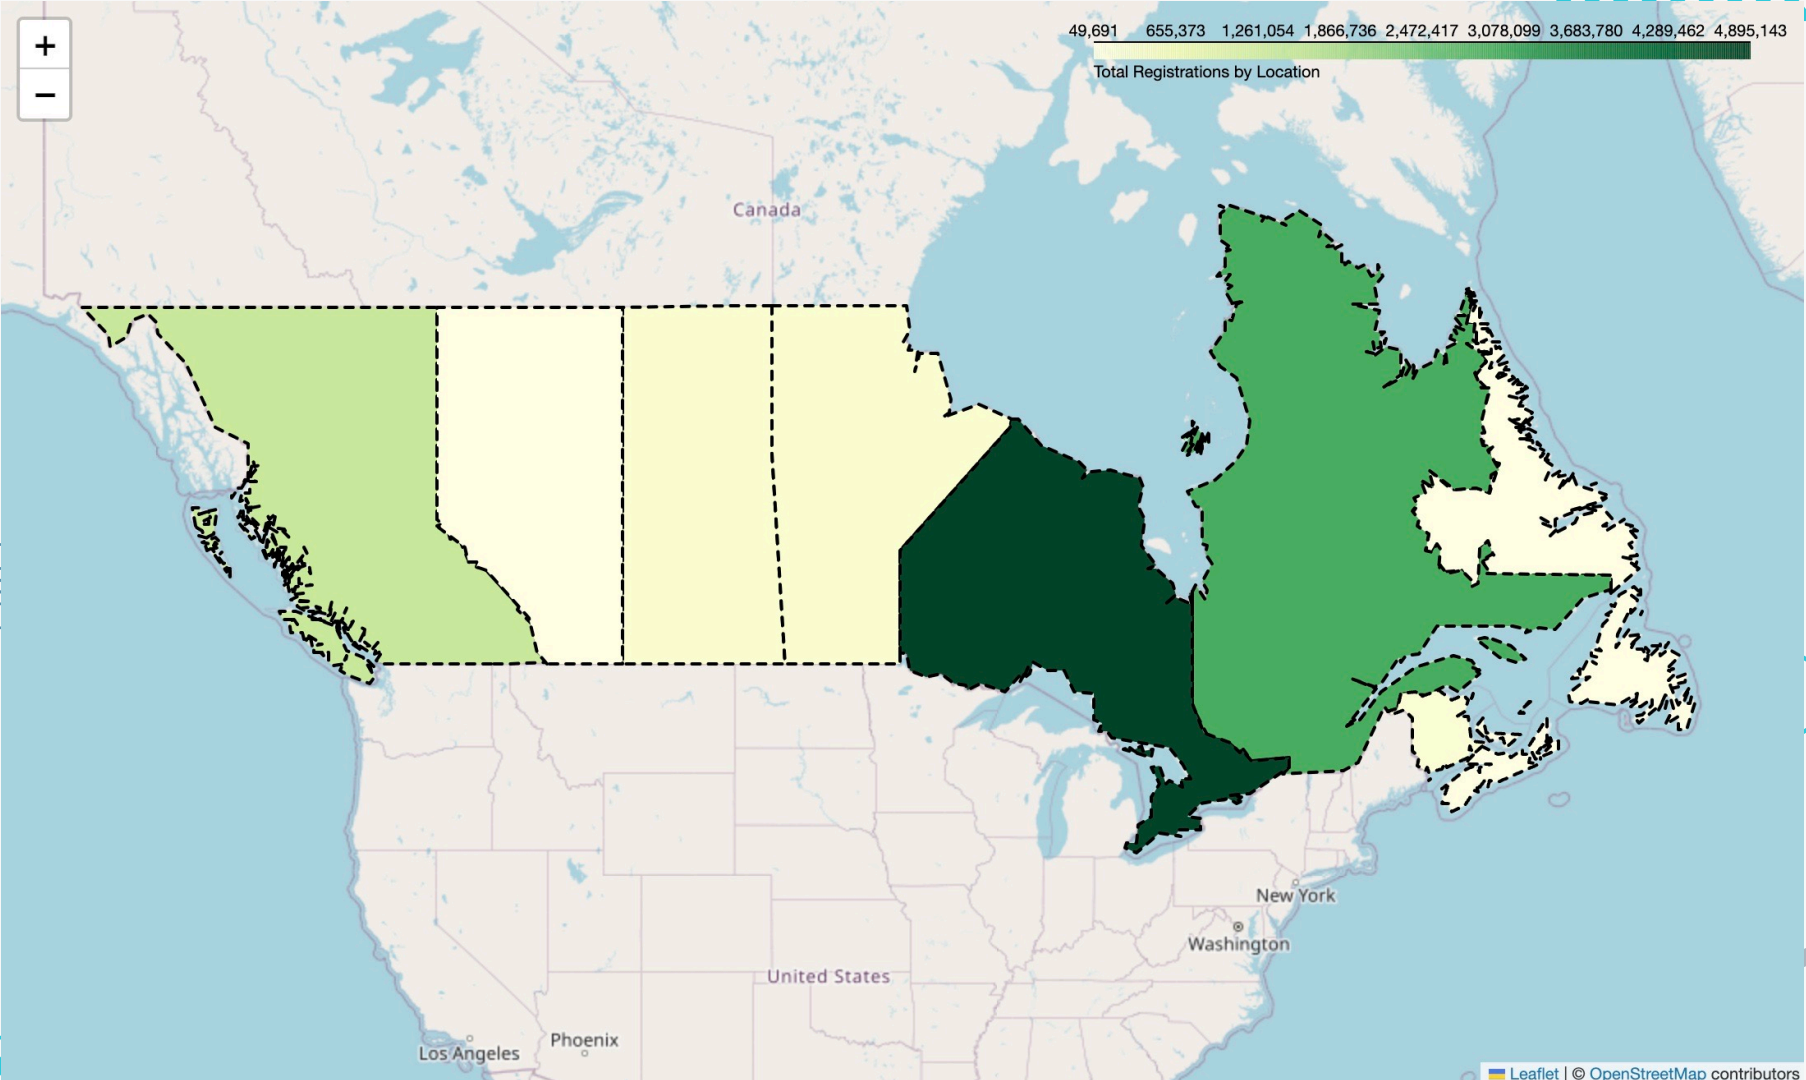 +
−
49,691 655,373 1,261,054 1,866,736 2,472,417 3,078,099 3,683,780 4,289,462 4,895,143
Total Registrations by Location
Canada
New York
Washington
United States
Phoenix
Los Angeles
Leaflet | © OpenStreetMap contributors